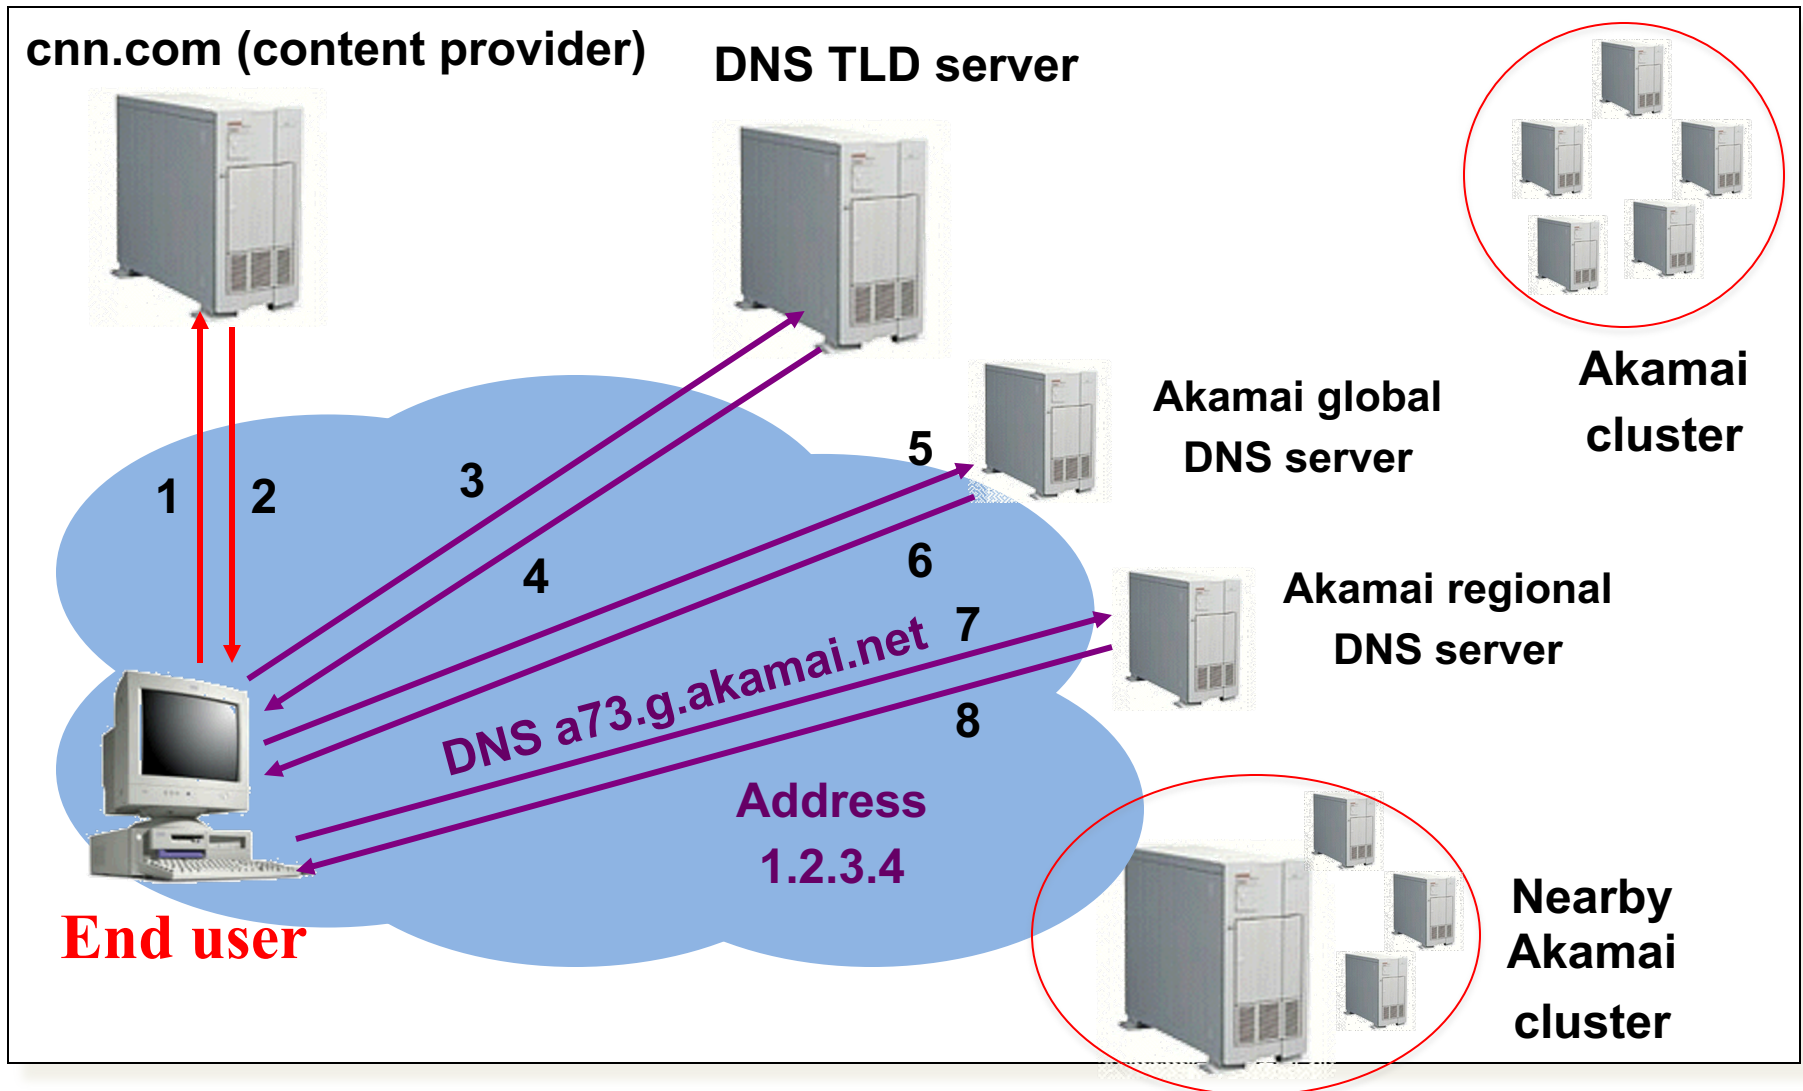 cnn.com (content provider)
DNS TLD server
Akamai
cluster
Akamai global
DNS server
1
2
3
4
5
6
Akamai regional
DNS server
7
DNS a73.g.akamai.net
8
Address
1.2.3.4
End user
Nearby
Akamai
cluster